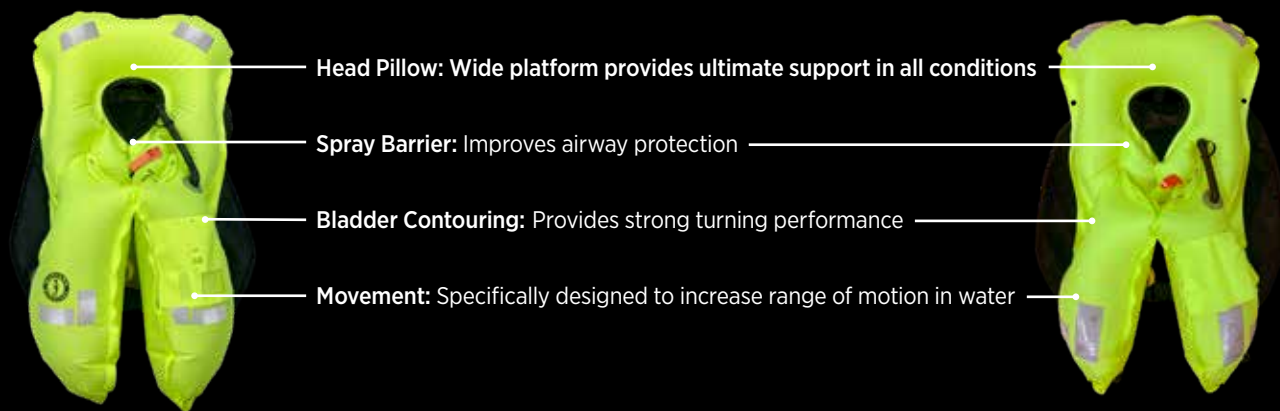 Head Pillow: Wide platform provides ultimate support in all conditions
Spray Barrier: Improves airway protection
Bladder Contouring: Provides strong turning performance
Movement: Specifically designed to increase range of motion in water